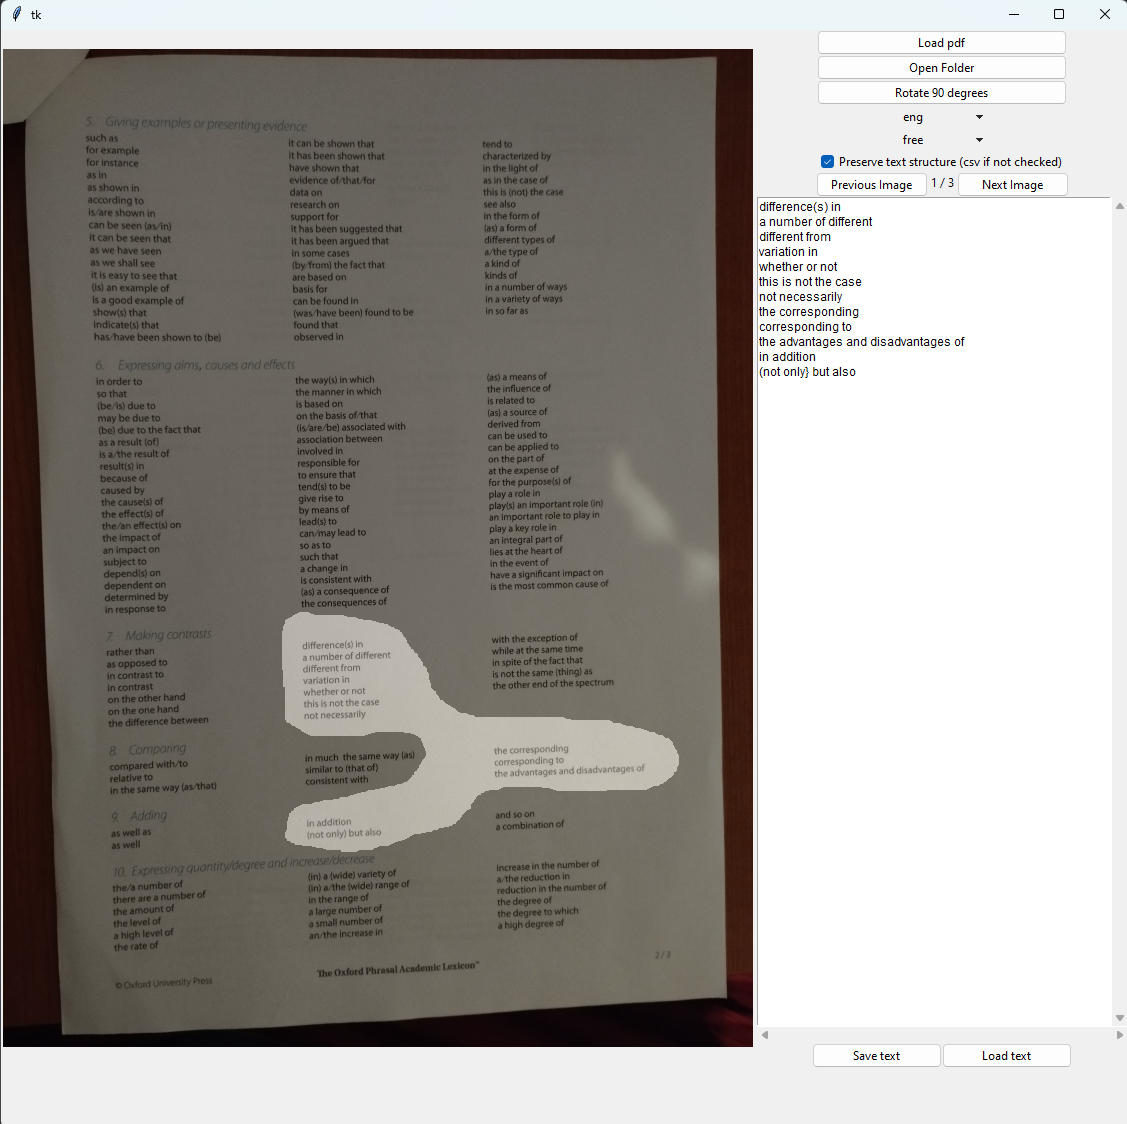 tk
Load pdf
Open Folder
Rotate 90 degrees
eng
free
Preserve text structure (csv if not checked)
Previous Image
1 / 3
Next Image
5. Giving examples or presenting evidence
such as
for example
for instance
as in
as shown in
according to
is/are shown in
can be seen (as/in)
it can be seen that
as we have seen
as we shall see
it is easy to see that
(is) an example of
is a good example of
show(s) that
indicate(s) that
has/have been shown to (be)
it can be shown that
it has been shown that
have shown that
evidence of/that/for
data on
research on
support for
it has been suggested that
it has been argued that
in some cases
(by/from) the fact that
are based on
basis for
can be found in
(was/have been) found to be
found that
observed in
tend to
characterized by
in the light of
as in the case of
this is (not) the case
see also
in the form of
(as) a form of
different types of
a/the type of
a kind of
kinds of
in a number of ways
in a variety of ways
in so far as
6. Expressing aims, causes and effects
in order to
so that
(be/is) due to
may be due to
(be) due to the fact that
as a result (of)
is a/the result of
result(s) in
because of
caused by
the cause(s) of
the effect(s) of
the/an effect(s) on
the impact of
an impact on
subject to
depend(s) on
dependent on
determined by
in response to
the way(s) in which
the manner in which
is based on
on the basis of/that
(is/are/be) associated with
association between
involved in
responsible for
to ensure that
tend(s) to be
give rise to
by means of
lead(s) to
can/may lead to
so as to
such that
a change in
is consistent with
(as) a consequence of
the consequences of
(as) a means of
the influence of
is related to
(as) a source of
derived from
can be used to
can be applied to
on the part of
at the expense of
for the purpose(s) of
play a role in
play(s) an important role (in)
an important role to play in
play a key role in
an integral part of
lies at the heart of
in the event of
have a significant impact on
is the most common cause of
7. Making contrasts
rather than
as opposed to
in contrast to
in contrast
on the other hand
on the one hand
the difference between
difference(s) in
a number of different
different from
variation in
whether or not
this is not the case
not necessarily
with the exception of
while at the same time
in spite of the fact that
is not the same (thing) as
the other end of the spectrum
8. Comparing
compared with/to
relative to
in the same way (as/that)
in much the same way (as)
similar to (that of)
consistent with
the corresponding
corresponding to
the advantages and disadvantages of
9. Adding
as well as
as well
in addition
(not only) but also
and so on
a combination of
10. Expressing quantity/degree and increase/decrease
the/a number of
there are a number of
the amount of
the level of
a high level of
the rate of
(in) a (wide) variety of
(in) a/the (wide) range of
in the range of
a large number of
a small number of
an/the increase in
increase in the number of
a/the reduction in
reduction in the number of
the degree of
the degree to which
a high degree of
2 / 3
The Oxford Phrasal Academic Lexicon™
© Oxford University Press
difference(s) in
a number of different
different from
variation in
whether or not
this is not the case
not necessarily
the corresponding
corresponding to
the advantages and disadvantages of
in addition
(not only} but also
Save text
Load text